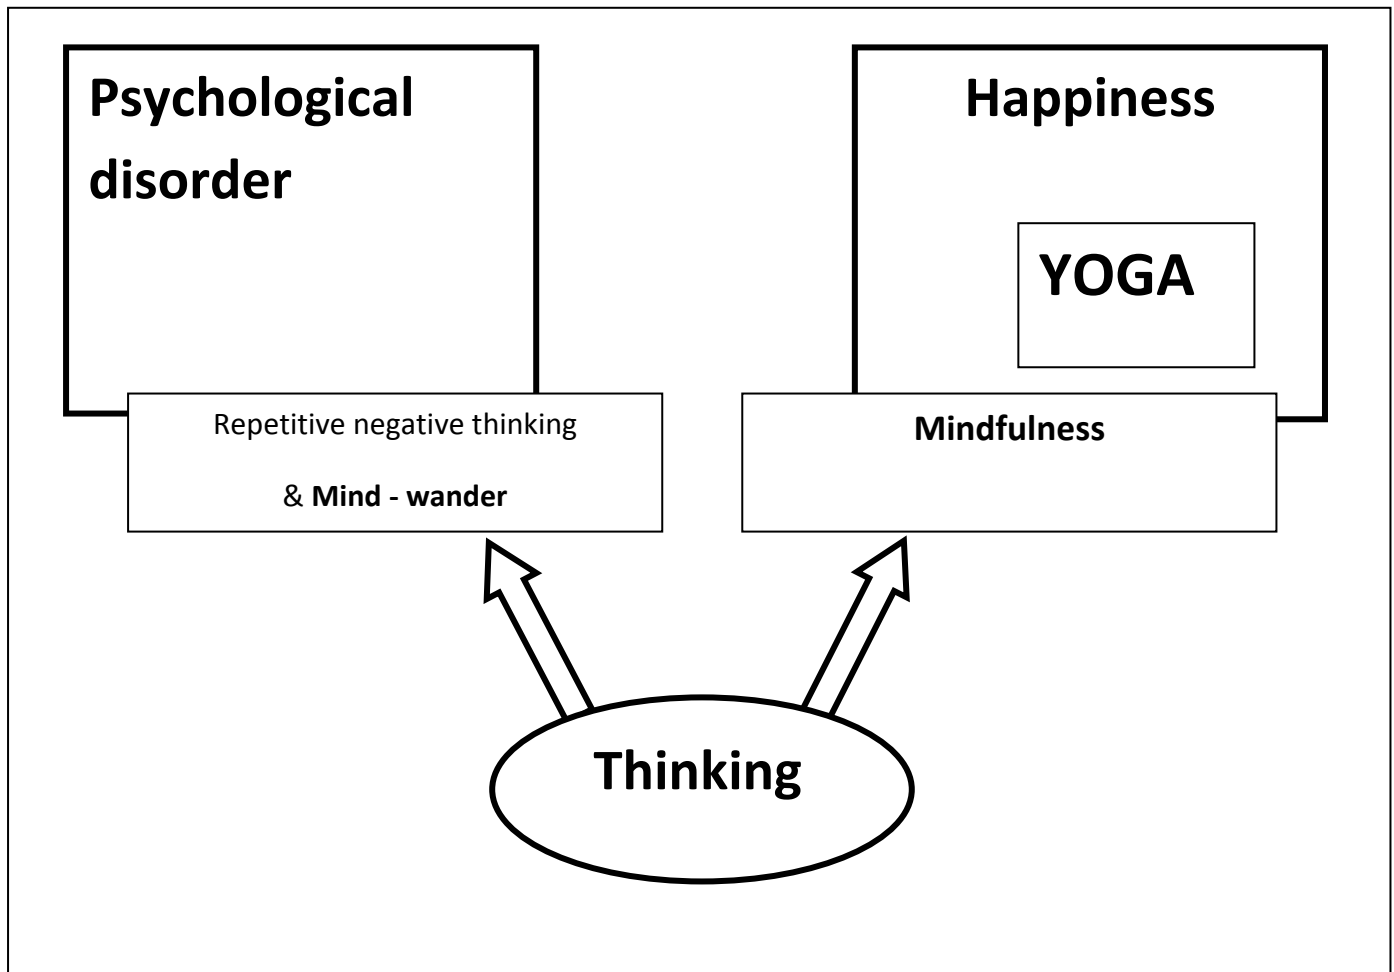 Psychological
disorder
Happiness
YOGA
Repetitive negative thinking
& Mind - wander
Mindfulness
Thinking